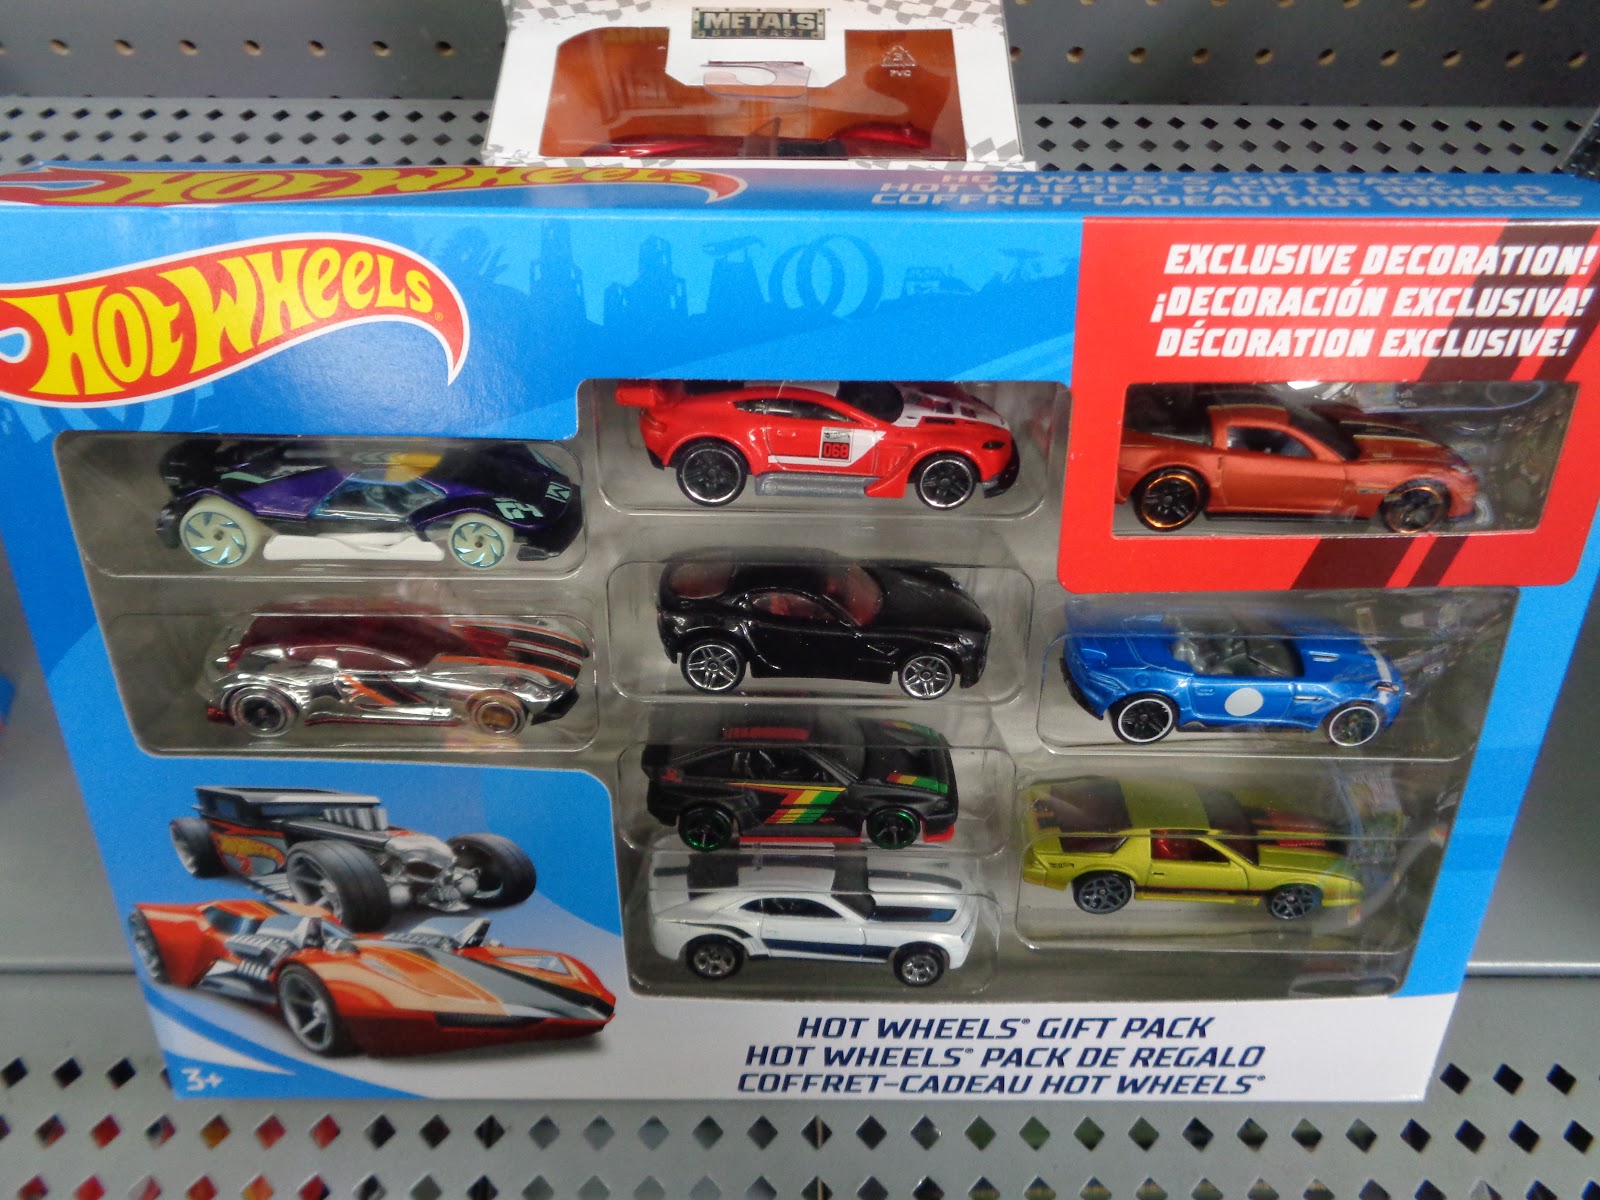 METALS
DIE CAST
3
PVC
HOT WHEELS
HOT WHEELS PACK DE REGALO
COFFRET-CADEAU HOT WHEELS
HOT WHEELS®
EXCLUSIVE DECORATION!
¡DECORACIÓN EXCLUSIVA!
DÉCORATION EXCLUSIVE!
068
HOT WHEELS
3+
HOT WHEELS® GIFT PACK
HOT WHEELS® PACK DE REGALO
COFFRET-CADEAU HOT WHEELS®